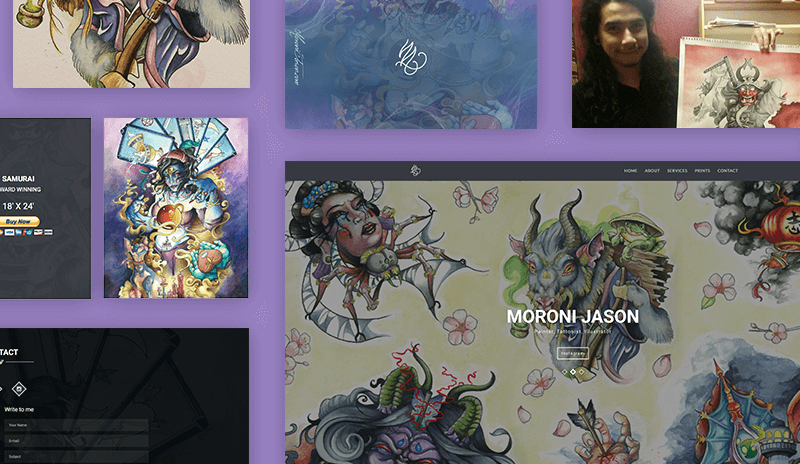 SAMURAI
WARD WINNING
18' X 24'
Buy Now
HOME ABOUT SERVICES PRINTS CONTACT
MORONI JASON
Painter, Tattooist, Illustrator
TACT
Write to me
Your Name
Email
Subject